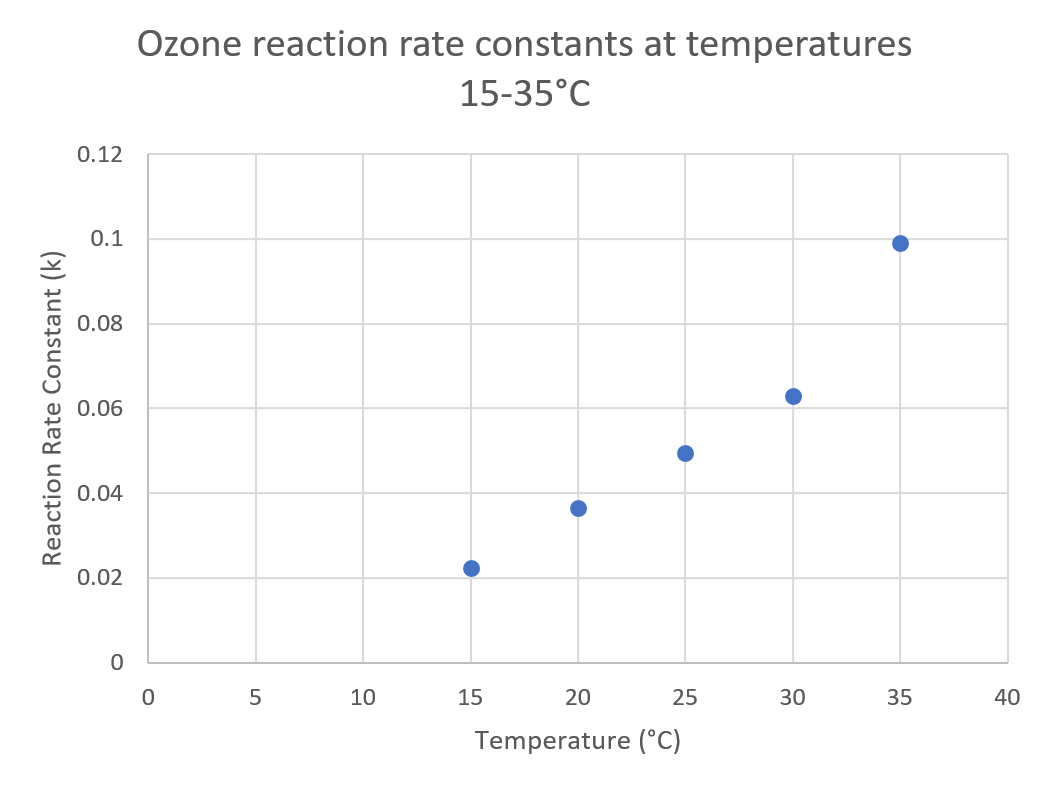 Ozone reaction rate constants at temperatures
15-35°C
0.12
0.1
0.08
0.06
0.04
0.02
0
Reaction Rate Constant (k)
0 5 10 15 20 25 30 35 40
Temperature (°C)